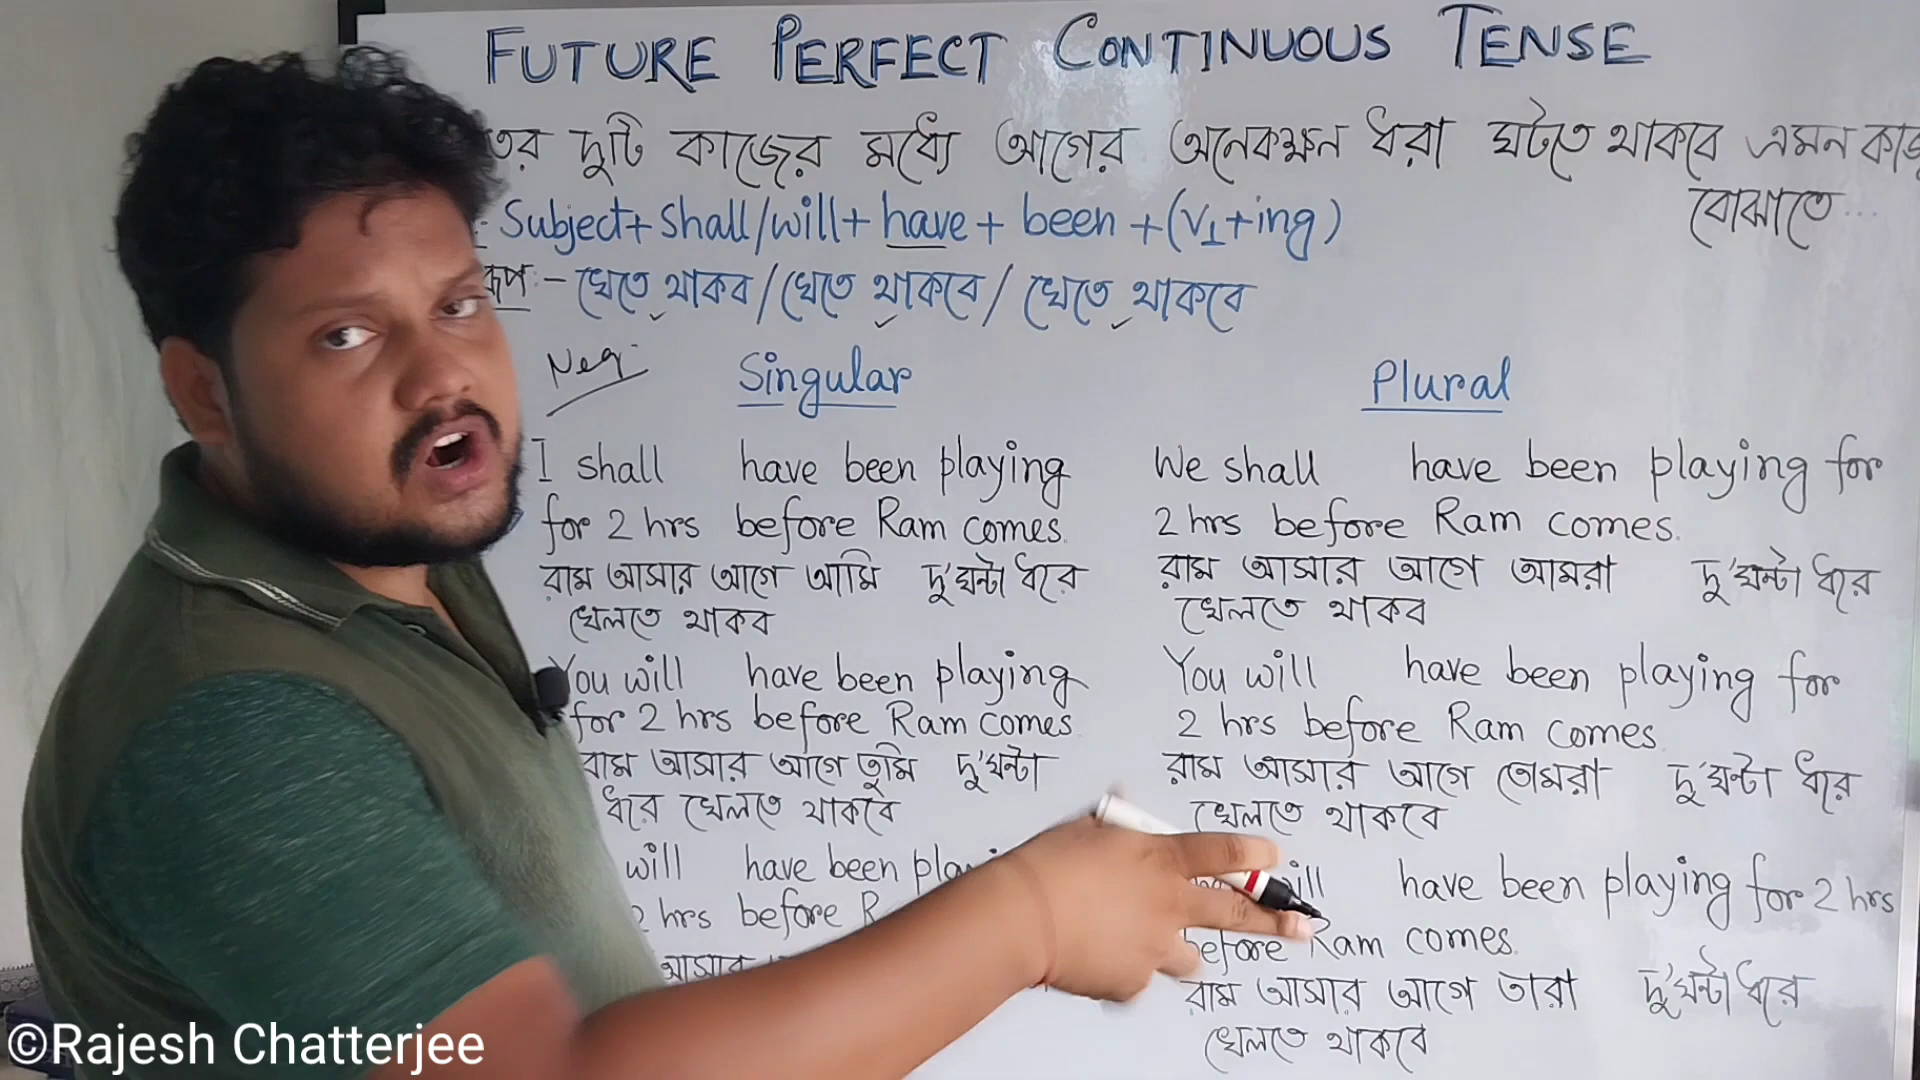 FUTURE PERFECT CONTINUOUS TENSE
দুটি কাজের মধ্যে আগের অনেকক্ষন ধরা ঘটতে থাকবে এমন
বোঝাতে...
Subject + Shall/will + have + been + (V1 + ing)
রূপ:- খেতে থাকব / খেতে থাকবে / খেতে থাকবে
Neg:
Singular
I shall have been playing
for 2 hrs before Ram comes.
রাম আসার আগে আমি দু'ঘন্টা ধরে
খেলতে থাকব
You will have been playing
for 2 hrs before Ram comes.
রাম আসার আগে তুমি দু'ঘন্টা
ধরে খেলতে থাকবে
will have been
2 hrs before
আসার
Plural
We shall have been playing for
2 hrs before Ram comes.
রাম আসার আগে আমরা দু'ঘন্টা ধরে
খেলতে থাকব
You will have been playing for
2 hrs before Ram comes.
রাম আসার আগে তোমরা দু'ঘন্টা ধরে
খেলতে থাকবে
will have been playing for 2 hrs
before Ram comes.
রাম আসার আগে তারা দু'ঘন্টা ধরে
খেলতে থাকবে
©Rajesh Chatterjee